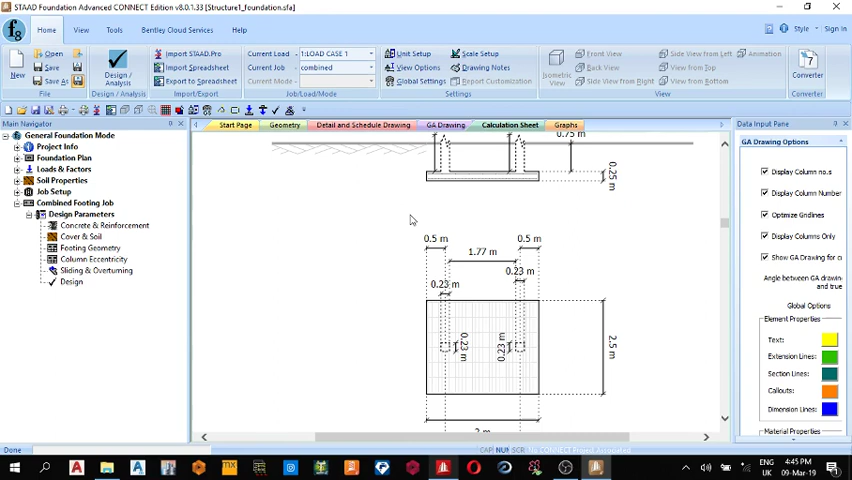 STAAD Foundation Advanced CONNECT Edition v8.0.1.33 [Structure1_foundation.sfa]
Home View Tools Bentley Cloud Services Help
Style Sign In
New Open Save Save As
File
Design / Analysis
Design / Analysis
Import STAAD.Pro
Import Spreadsheet
Export to Spreadsheet
Import/Export
Current Load : 1:LOAD CASE 1
Current Job : combined
Current Mode :
Job/Load/Mode
Unit Setup Scale Setup
View Options Drawing Notes
Global Settings Report Customization
Settings
Isometric View
Front View View From Left Animation
Back View View From Top
Side View From Right View From Bottom
View
Converter
Converter
Main Navigator
General Foundation Mode
Project Info
Foundation Plan
Loads & Factors
Soil Properties
Job Setup
Combined Footing Job
Design Parameters
Concrete & Reinforcement
Cover & Soil
Footing Geometry
Column Eccentricity
Sliding & Overturning
Design
Start Page Geometry Detail and Schedule Drawing GA Drawing Calculation Sheet Graphs
0.75 m
0.25 m
0.5 m 0.5 m
1.77 m
0.23 m
0.23 m
0.23 m
0.23 m
2.5 m
Data Input Pane
GA Drawing Options
Display Column no.s
Display Column Number
Optimize Gridlines
Display Columns Only
Show GA Drawing for
Angle between GA drawin
and true
Global Options
Element Properties
Text:
Extension Lines:
Section Lines:
Callouts:
Dimension Lines:
Material Properties
Done
CAP NUM
ENG
UK
4:45 PM
09-Mar-2019